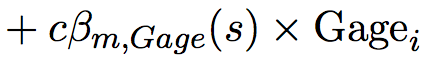 + cβ_{m,Gage}(s) × Gage_i